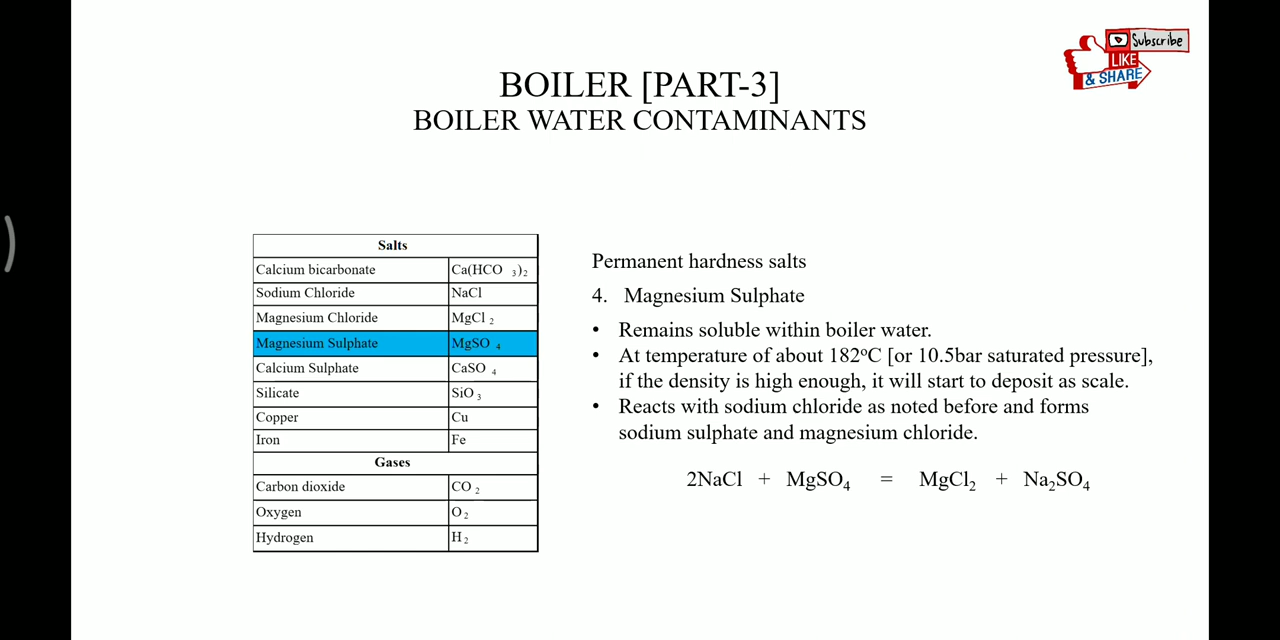 Subscribe
LIKE
& SHARE
BOILER [PART-3]
BOILER WATER CONTAMINANTS
Salts
Calcium bicarbonate Ca(HCO 3)2
Sodium Chloride NaCl
Magnesium Chloride MgCl 2
Magnesium Sulphate MgSO 4
Calcium Sulphate CaSO 4
Silicate SiO 3
Copper Cu
Iron Fe
Gases
Carbon dioxide CO 2
Oxygen O 2
Hydrogen H 2
Permanent hardness salts
4. Magnesium Sulphate
• Remains soluble within boiler water.
• At temperature of about 182ºC [or 10.5bar saturated pressure],
if the density is high enough, it will start to deposit as scale.
• Reacts with sodium chloride as noted before and forms
sodium sulphate and magnesium chloride.
2NaCl + MgSO4 = MgCl2 + Na2SO4